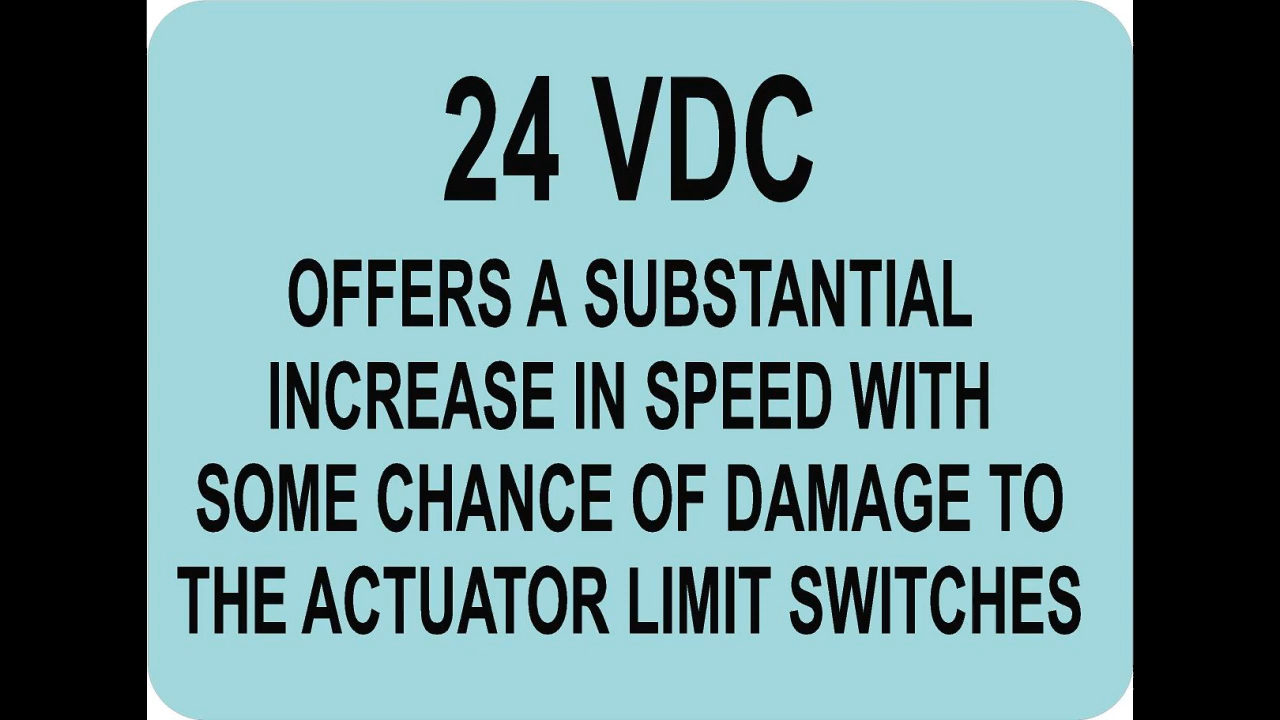 24 VDC
OFFERS A SUBSTANTIAL
INCREASE IN SPEED WITH
SOME CHANCE OF DAMAGE TO
THE ACTUATOR LIMIT SWITCHES